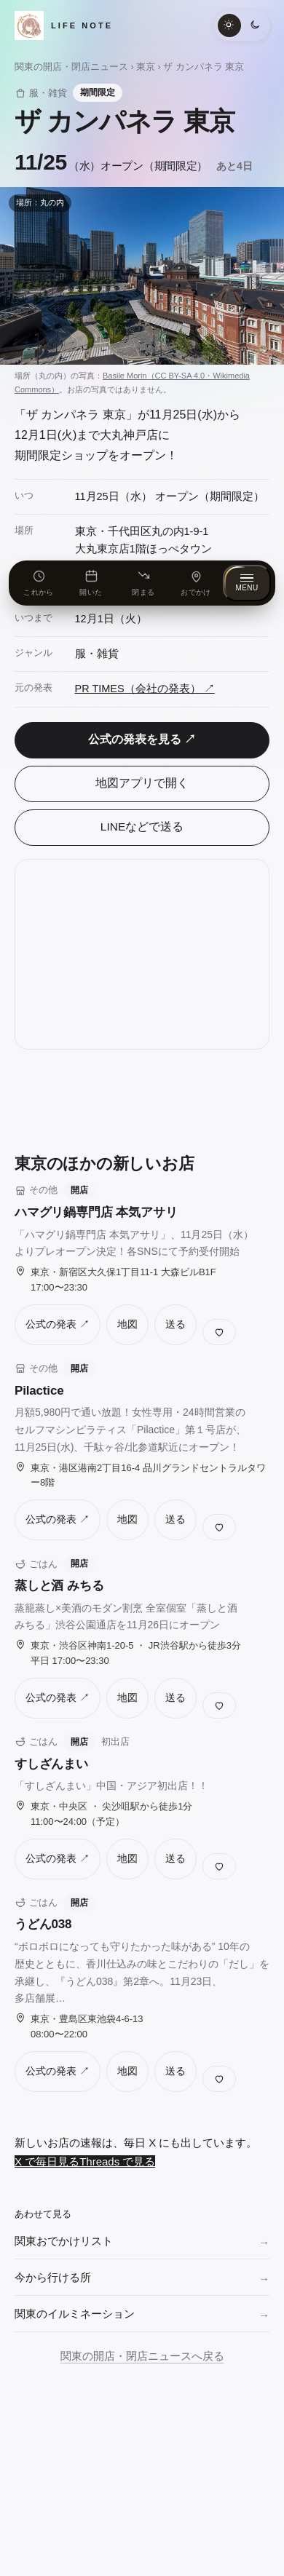 LIFE NOTE
関東の開店・閉店ニュース › 東京 › ザ カンパネラ 東京
服・雑貨 期間限定
ザ カンパネラ 東京
11/25（水）オープン（期間限定） あと4日
場所：丸の内
場所（丸の内）の写真：Basile Morin（CC BY-SA 4.0・Wikimedia
Commons）。お店の写真ではありません。
「ザ カンパネラ 東京」が11月25日(水)から
12月1日(火)まで大丸神戸店に
期間限定ショップをオープン！
いつ 11月25日（水） オープン（期間限定）
場所 東京・千代田区丸の内1-9-1
大丸東京店1階ほっぺタウン
これから 開いた 閉まる おでかけ MENU
いつまで 12月1日（火）
ジャンル 服・雑貨
元の発表 PR TIMES（会社の発表） ↗
公式の発表を見る ↗
地図アプリで開く
LINEなどで送る
東京のほかの新しいお店
その他 開店
ハマグリ鍋専門店 本気アサリ
「ハマグリ鍋専門店 本気アサリ」、11月25日（水）
よりプレオープン決定！各SNSにて予約受付開始
東京・新宿区大久保1丁目11-1 大森ビルB1F
17:00〜23:30
公式の発表 ↗ 地図 送る
その他 開店
Pilactice
月額5,980円で通い放題！女性専用・24時間営業の
セルフマシンピラティス「Pilactice」第１号店が、
11月25日(水)、千駄ヶ谷/北参道駅近にオープン！
東京・港区港南2丁目16-4 品川グランドセントラルタワ
ー8階
公式の発表 ↗ 地図 送る
ごはん 開店
蒸しと酒 みちる
蒸籠蒸し×美酒のモダン割烹 全室個室「蒸しと酒
みちる」渋谷公園通店を11月26日にオープン
東京・渋谷区神南1-20-5 ・ JR渋谷駅から徒歩3分
平日 17:00〜23:30
公式の発表 ↗ 地図 送る
ごはん 開店 初出店
すしざんまい
「すしざんまい」中国・アジア初出店！！
東京・中央区 ・ 尖沙咀駅から徒歩1分
11:00〜24:00（予定）
公式の発表 ↗ 地図 送る
ごはん 開店
うどん038
“ボロボロになっても守りたかった味がある” 10年の
歴史とともに、香川仕込みの味とこだわりの「だし」を
承継し、『うどん038』第2章へ。11月23日、
多店舗展…
東京・豊島区東池袋4-6-13
08:00〜22:00
公式の発表 ↗ 地図 送る
新しいお店の速報は、毎日 X にも出しています。
X で毎日見るThreads で見る
あわせて見る
関東おでかけリスト →
今から行ける所 →
関東のイルミネーション →
関東の開店・閉店ニュースへ戻る